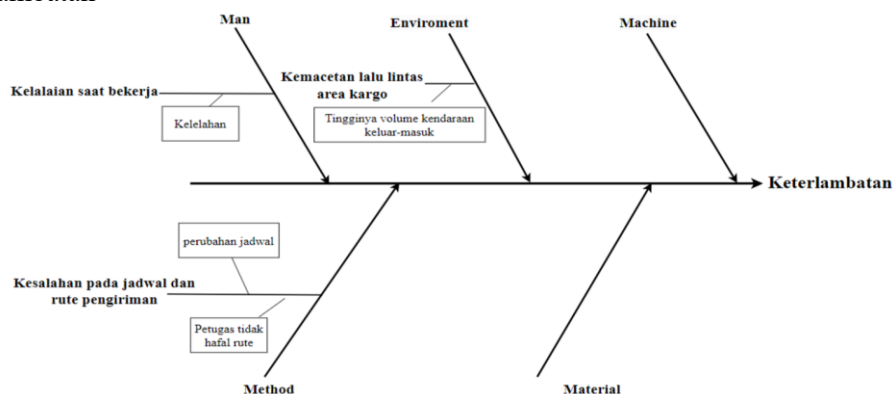 Man
Enviroment
Machine
Kelalaian saat bekerja
Kelelahan
Kemacetan lalu lintas
area kargo
Tingginya volume kendaraan
keluar-masuk
Keterlambatan
perubahan jadwal
Kesalahan pada jadwal dan
rute pengiriman
Petugas tidak
hafal rute
Method
Material